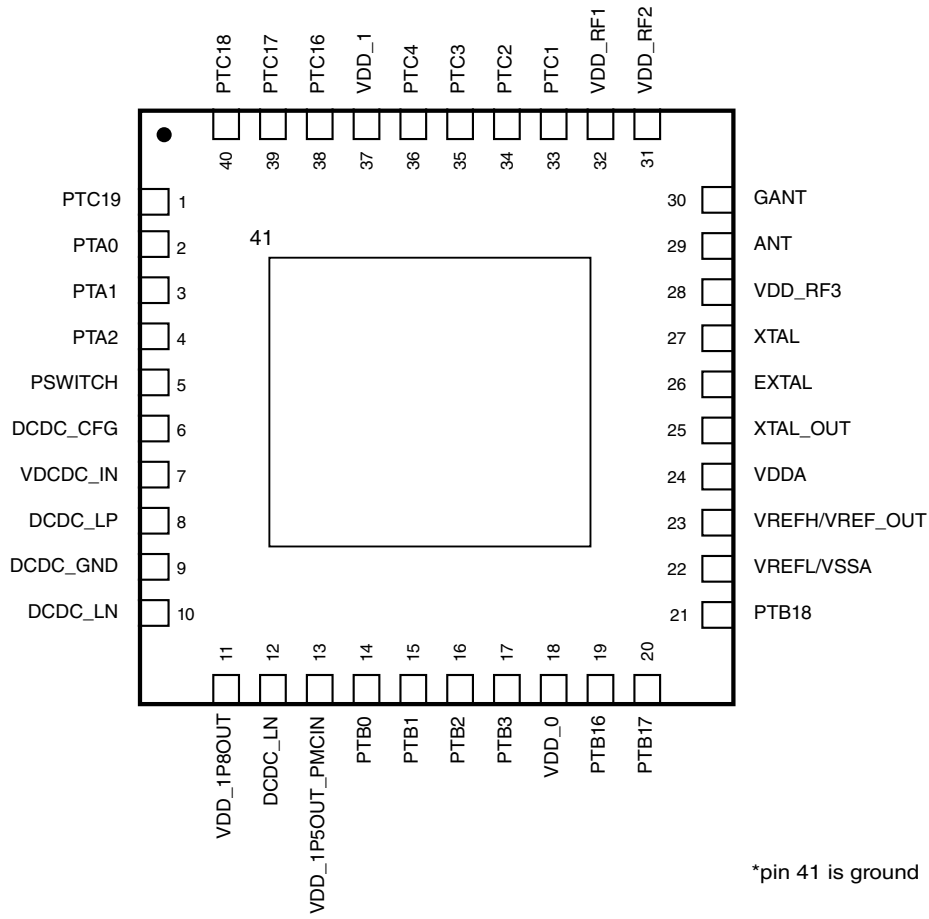 PTC18
PTC17
PTC16
VDD_1
PTC4
PTC3
PTC2
PTC1
VDD_RF1
VDD_RF2
40
39
38
37
36
35
34
33
32
31
PTC19 1
PTA0 2
PTA1 3
PTA2 4
PSWITCH 5
DCDC_CFG 6
VDCDC_IN 7
DCDC_LP 8
DCDC_GND 9
DCDC_LN 10
41
30 GANT
29 ANT
28 VDD_RF3
27 XTAL
26 EXTAL
25 XTAL_OUT
24 VDDA
23 VREFH/VREF_OUT
22 VREFL/VSSA
21 PTB18
11
12
13
14
15
16
17
18
19
20
VDD_1P8OUT
DCDC_LN
VDD_1P5OUT_PMCIN
PTB0
PTB1
PTB2
PTB3
VDD_0
PTB16
PTB17
*pin 41 is ground